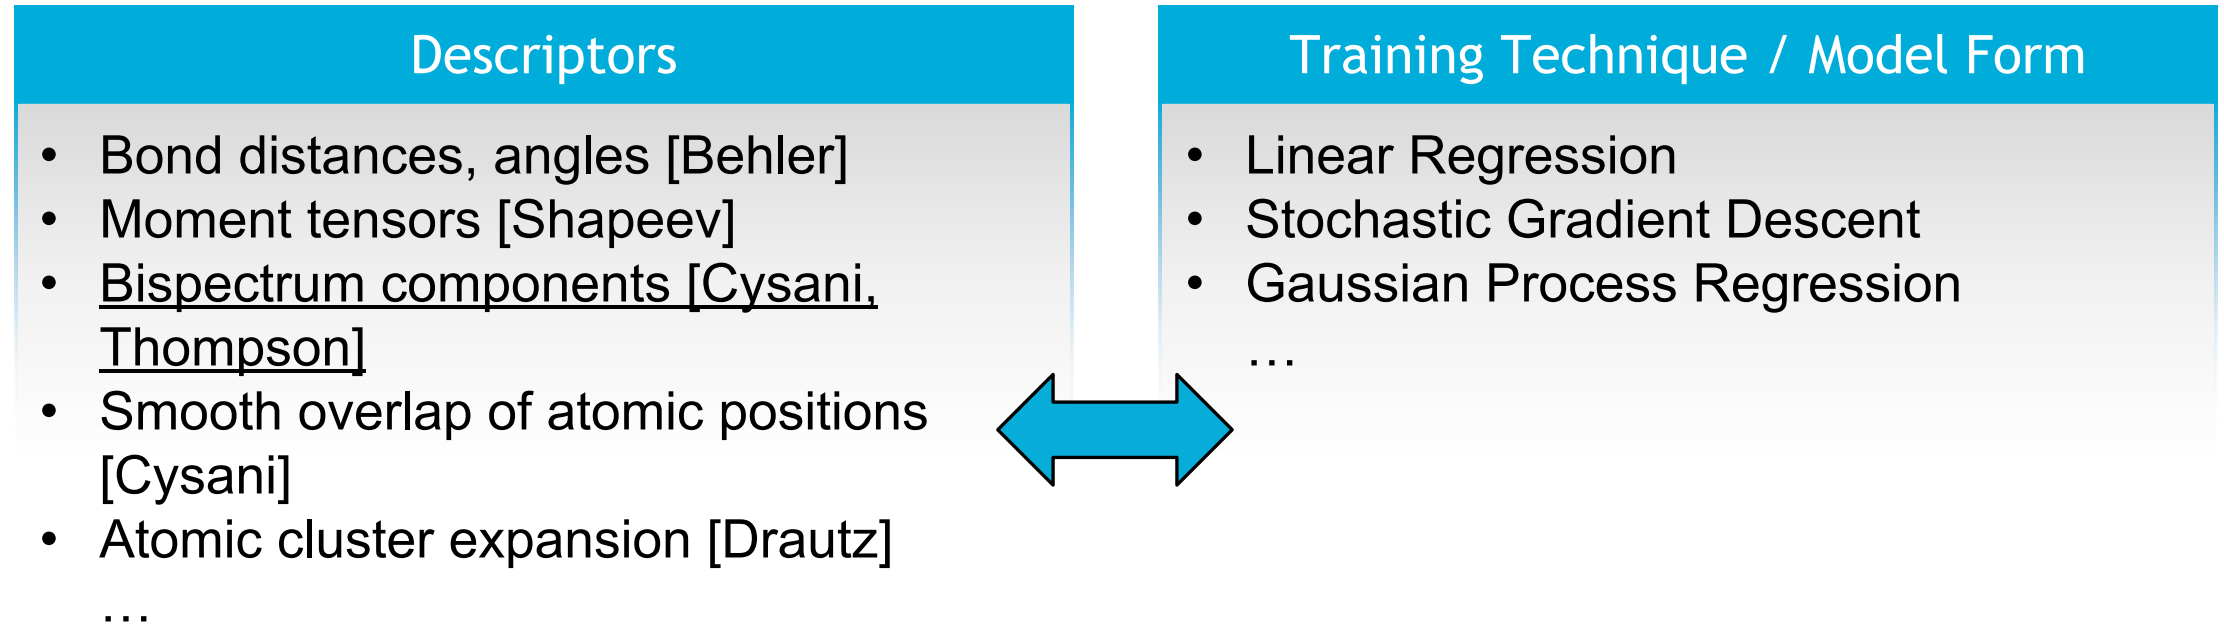 Descriptors
• Bond distances, angles [Behler]
• Moment tensors [Shapeev]
• Bispectrum components [Cysani,
Thompson]
• Smooth overlap of atomic positions
[Cysani]
• Atomic cluster expansion [Drautz]
…
Training Technique / Model Form
• Linear Regression
• Stochastic Gradient Descent
• Gaussian Process Regression
…